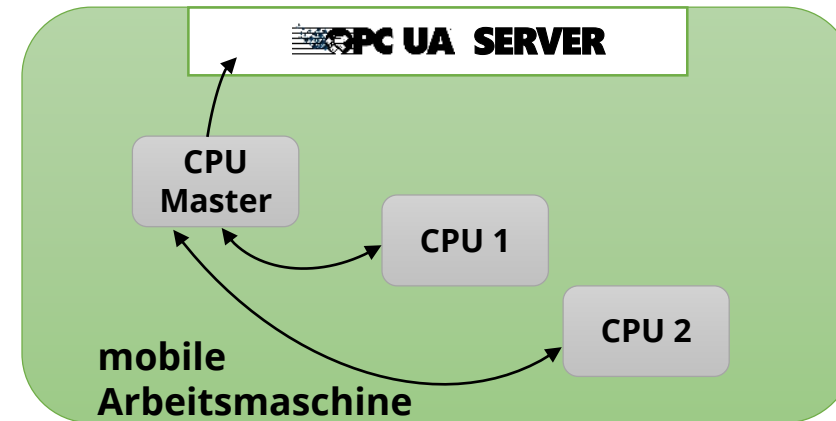 OPC UA SERVER
CPU
Master
CPU 1
CPU 2
mobile
Arbeitsmaschine